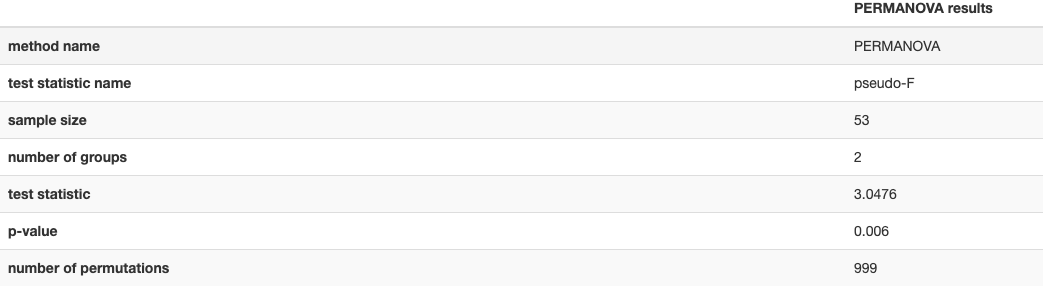 PERMANOVA results
method name PERMANOVA
test statistic name pseudo-F
sample size 53
number of groups 2
test statistic 3.0476
p-value 0.006
number of permutations 999